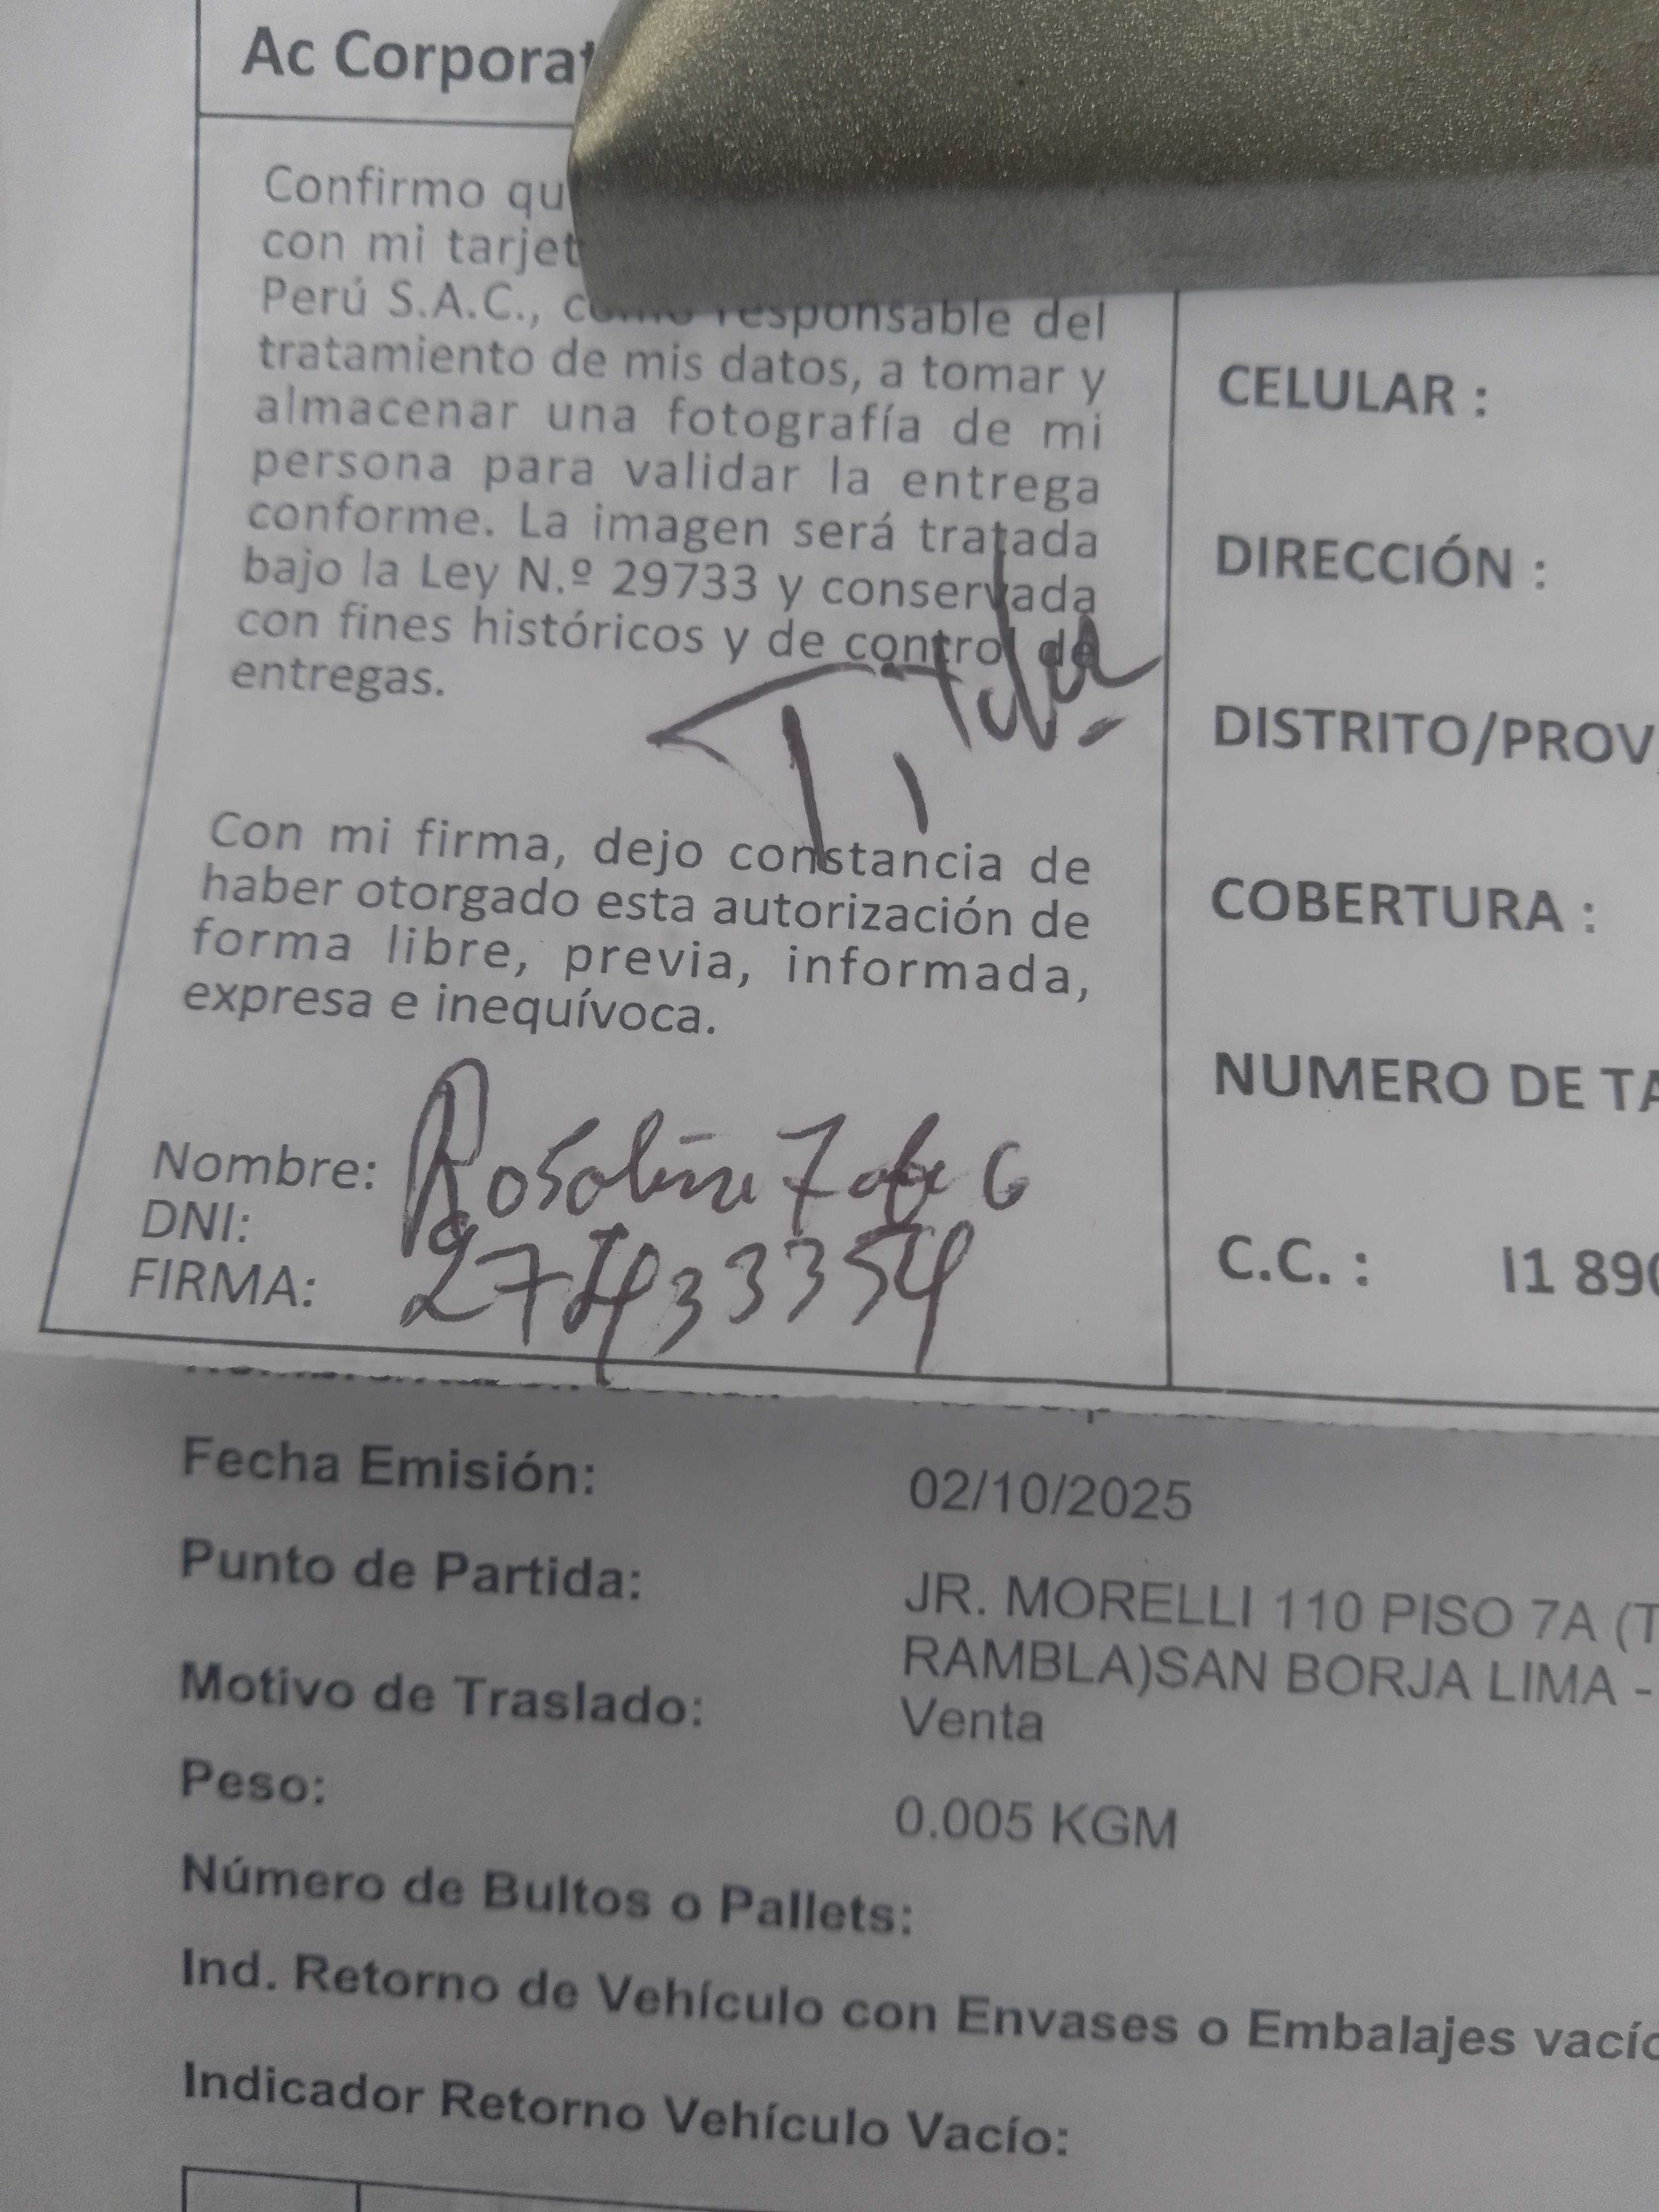 Ac Corporat
Confirmo qu
con mi tarjet
Perú S.A.C., como responsable del
tratamiento de mis datos, a tomar y
almacenar una fotografía de mi
persona para validar la entrega
conforme. La imagen será tratada
bajo la Ley N.º 29733 y conservada
con fines históricos y de control de
entregas.
Con mi firma, dejo constancia de
haber otorgado esta autorización de
forma libre, previa, informada,
expresa e inequívoca.
Nombre:
DNI:
FIRMA:
CELULAR :
DIRECCIÓN :
DISTRITO/PROV
COBERTURA :
NUMERO DE TA
C.C. : I1 890
Fecha Emisión: 02/10/2025
Punto de Partida: JR. MORELLI 110 PISO 7A (T
RAMBLA)SAN BORJA LIMA -
Motivo de Traslado: Venta
Peso: 0.005 KGM
Número de Bultos o Pallets:
Ind. Retorno de Vehículo con Envases o Embalajes vacío
Indicador Retorno Vehículo Vacío: